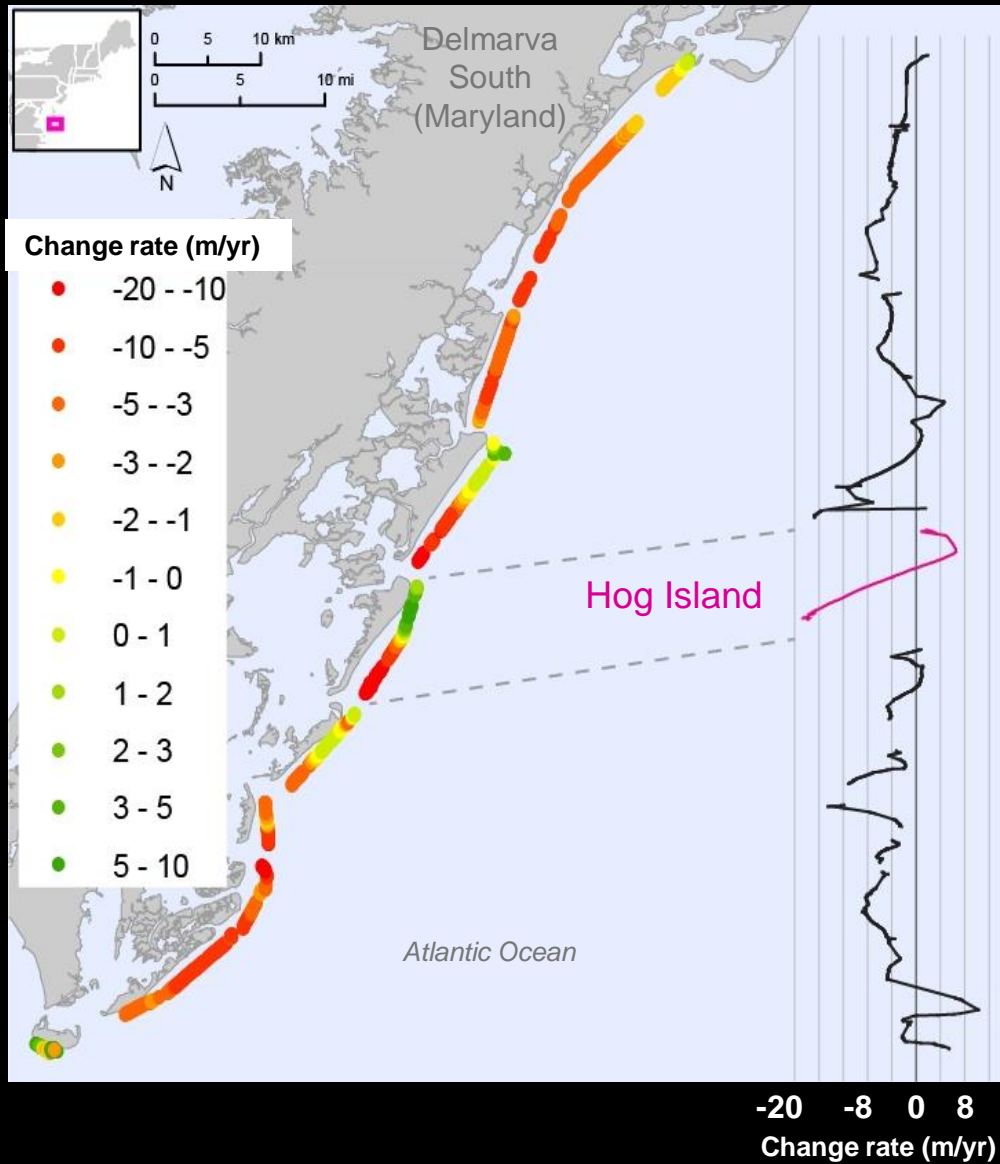 0 5 10 km
0 5 10 mi
N
Delmarva
South
(Maryland)
Change rate (m/yr)
-20 - -10
-10 - -5
-5 - -3
-3 - -2
-2 - -1
-1 - 0
0 - 1
1 - 2
2 - 3
3 - 5
5 - 10
Hog Island
Atlantic Ocean
-20 -8 0 8
Change rate (m/yr)